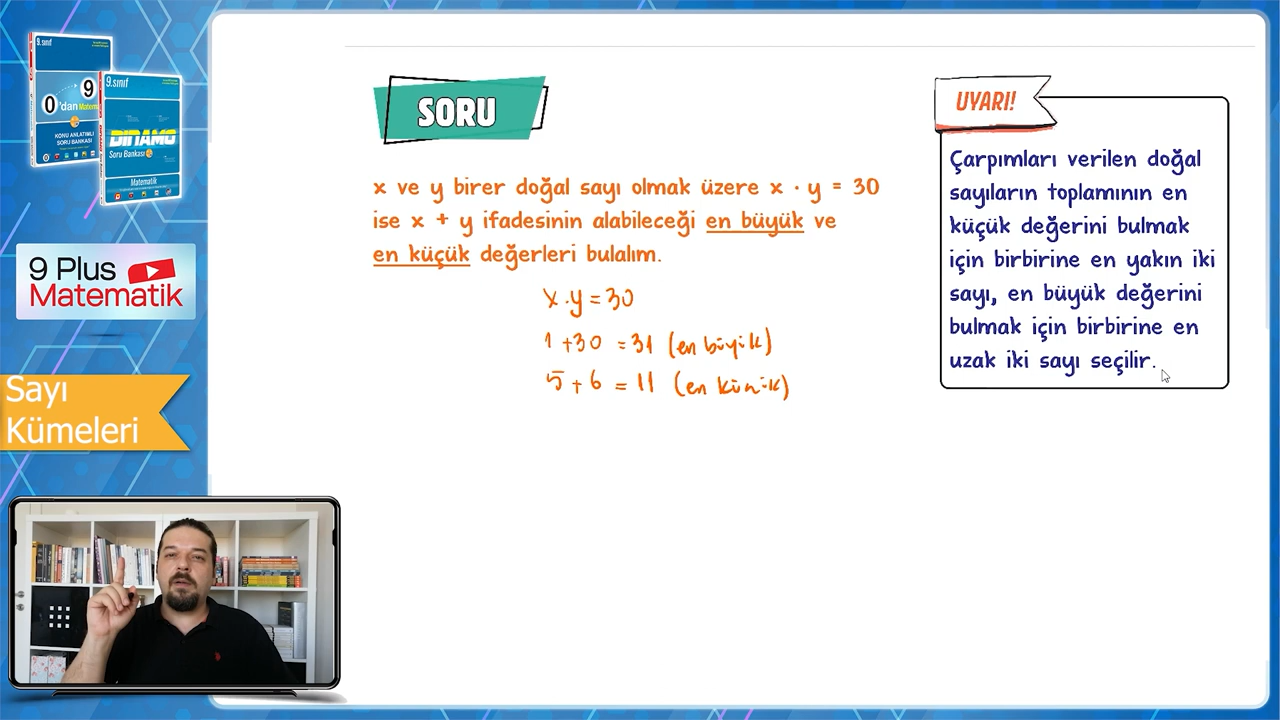 9.sınıf
0'dan 9
Matematik
KONU ANLATIMLI
SORU BANKASI
9.sınıf
DİNAMO
Soru Bankası
Matematik
9 Plus
Matematik
Sayı
Kümeleri
SORU
x ve y birer doğal sayı olmak üzere x · y = 30
ise x + y ifadesinin alabileceği en büyük ve
en küçük değerleri bulalım.
x·y = 30
1 + 30 = 31 (en büyük)
5 + 6 = 11 (en küçük)
UYARI!
Çarpımları verilen doğal
sayıların toplamının en
küçük değerini bulmak
için birbirine en yakın iki
sayı, en büyük değerini
bulmak için birbirine en
uzak iki sayı seçilir.